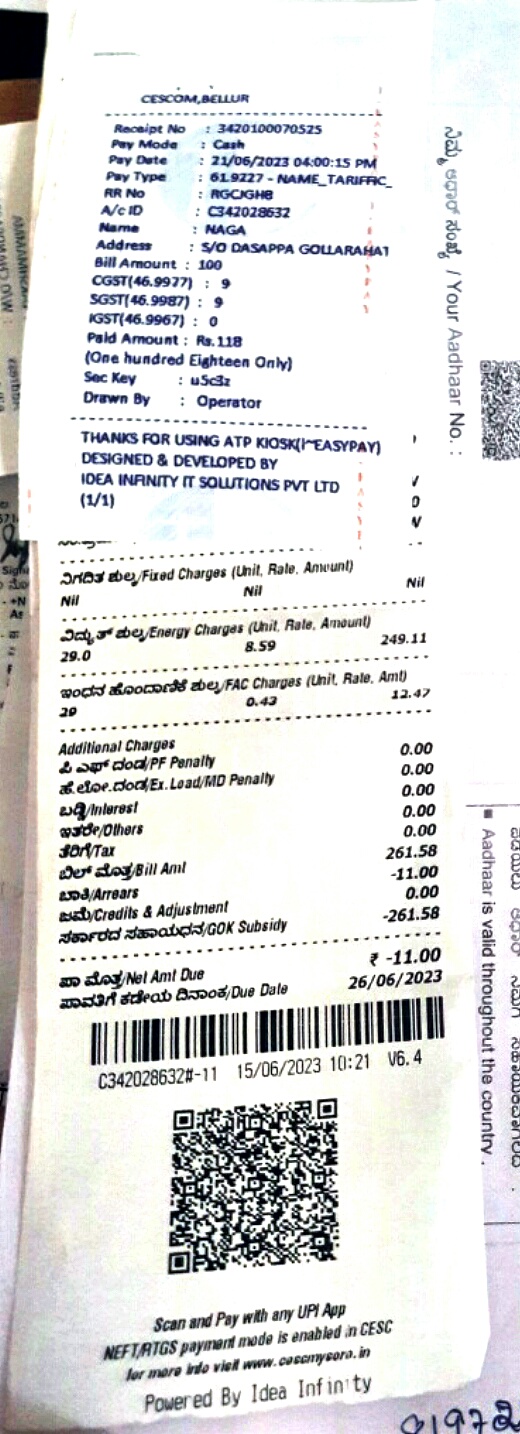 CESCOM,BELLUR
Receipt No : 3420100070525
Pay Mode : Cash
Pay Date : 21/06/2023 04:00:15 PM
Pay Type : 61.9227 - NAME_TARIFFIC_
RR No : RGCJGHB
A/c ID : C342028632
Name : NAGA
Address : S/O DASAPPA GOLLARAHAT
Bill Amount : 100
CGST(46.9977) : 9
SGST(46.9987) : 9
IGST(46.9967) : 0
Paid Amount : Rs.118
(One hundred Eighteen Only)
Sec Key : u5c3z
Drawn By : Operator
THANKS FOR USING ATP KIOSK(I~EASYPAY)
DESIGNED & DEVELOPED BY
IDEA INFINITY IT SOLUTIONS PVT LTD
(1/1)
ನಿಗದಿತ ಶುಲ್ಕ/Fixed Charges (Unit, Rate, Amount)
Nil Nil Nil
ವಿದ್ಯುತ್ ಶುಲ್ಕ/Energy Charges (Unit, Rate, Amount)
29.0 8.59 249.11
ಇಂಧನ ಹೊಂದಾಣಿಕೆ ಶುಲ್ಕ/FAC Charges (Unit, Rate, Amt)
29 0.43 12.47
Additional Charges
ಪಿ ಎಫ್ ದಂಡ/PF Penalty 0.00
ಹೆ.ಲೋ.ದಂಡ/Ex.Load/MD Penalty 0.00
ಬಡ್ಡಿ/Interest 0.00
ಇತರೇ/Others 0.00
ತೆರಿಗೆ/Tax 0.00
ಬಿಲ್ ಮೊತ್ತ/Bill Amt 261.58
ಬಾಕಿ/Arrears -11.00
ಜಮೆ/Credits & Adjustment 0.00
ಸರ್ಕಾರದ ಸಹಾಯಧನ/GOK Subsidy -261.58
ಪಾ ಮೊತ್ತ/Net Amt Due ₹ -11.00
ಪಾವತಿಗೆ ಕಡೇಯ ದಿನಾಂಕ/Due Date 26/06/2023
C342028632#-11 15/06/2023 10:21 V6.4
Scan and Pay with any UPI App
NEFT/RTGS payment mode is enabled in CESC
for more info visit www.cescmysore.in
Powered By Idea Infinity
ನಿಮ್ಮ ಆಧಾರ್ ಸಂಖ್ಯೆ / Your Aadhaar No. :
■ Aadhaar is valid throughout the country .